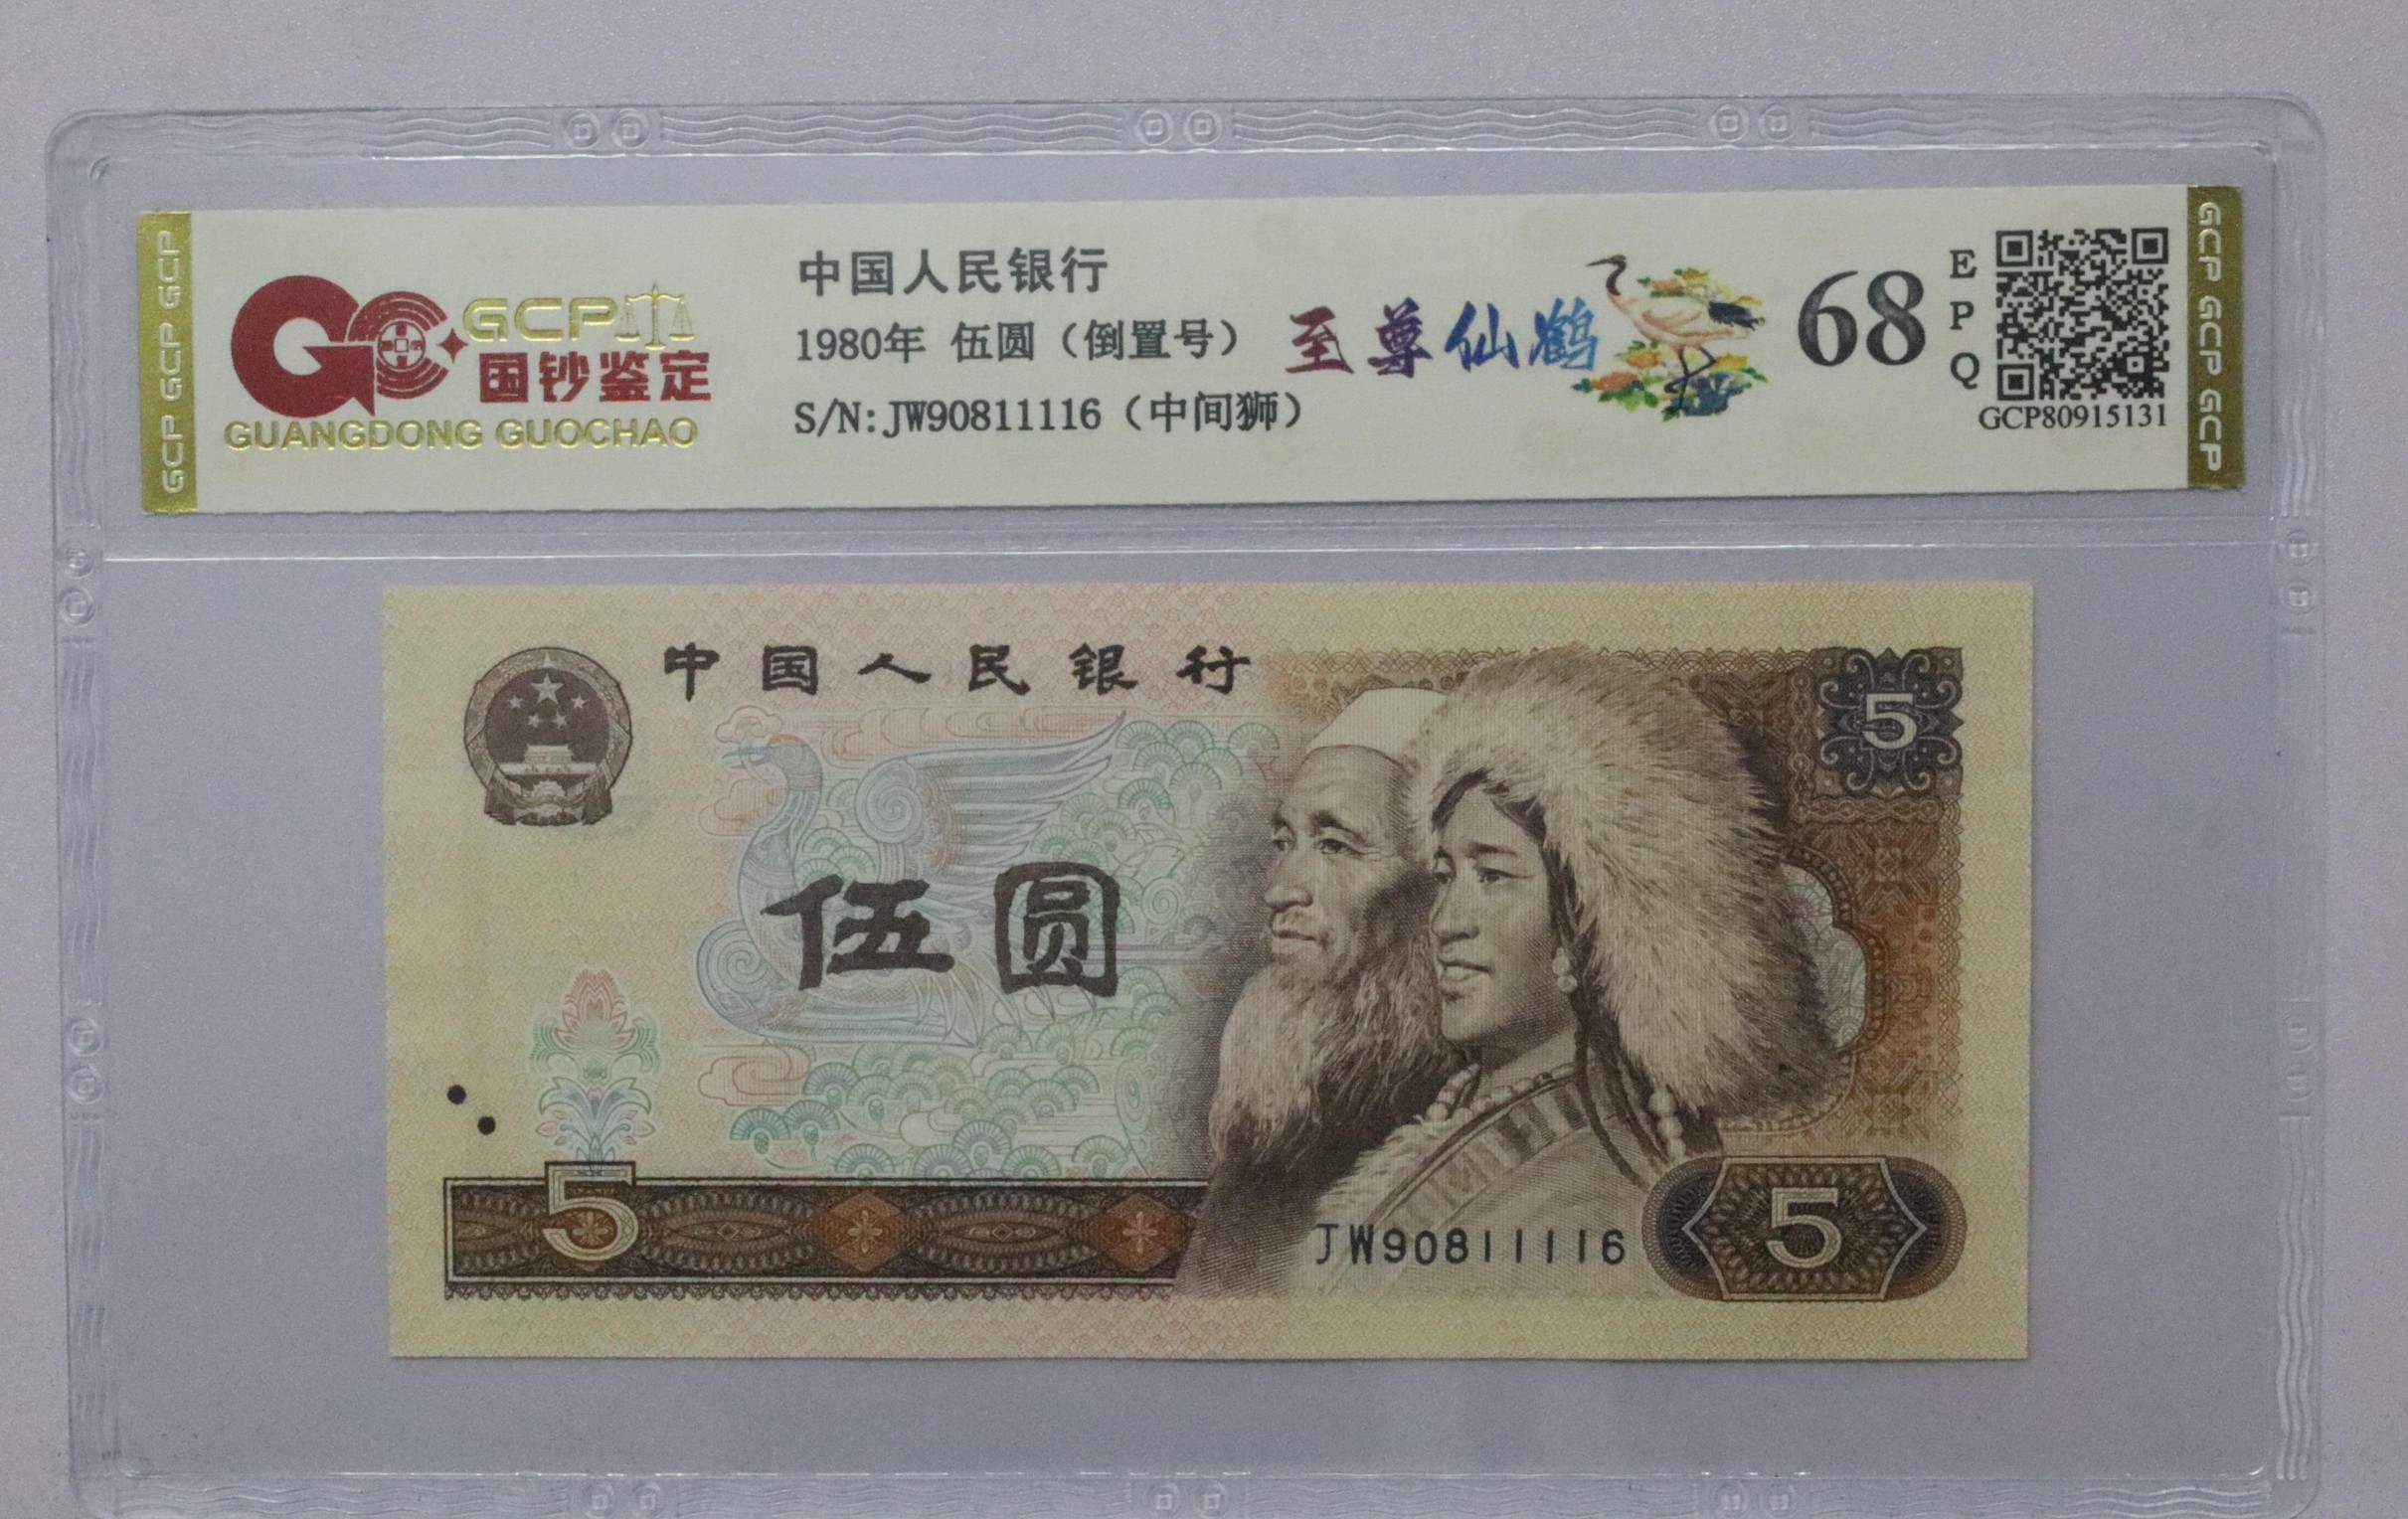 GCP GCP GCP
GCP
国钞鉴定
GUANGDONG GUOCHAO
中国人民银行
1980年 伍圆（倒置号）
S/N:JW90811116（中间狮）
至尊仙鹤
68
EPQ
GCP80915131
GCP GCP GCP
中国人民银行
5
伍圆
5
JW90811116
5